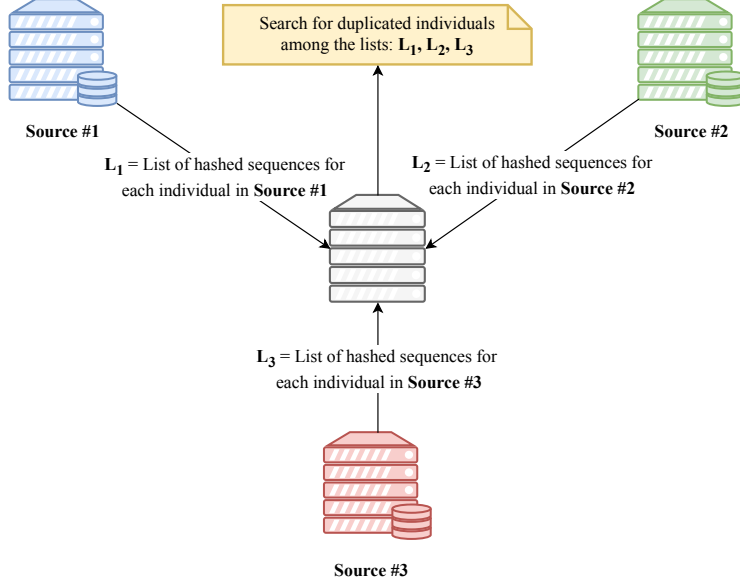 Search for duplicated individuals
among the lists: L1, L2, L3
Source #1
Source #2
L1 = List of hashed sequences for
each individual in Source #1
L2 = List of hashed sequences for
each individual in Source #2
L3 = List of hashed sequences for
each individual in Source #3
Source #3